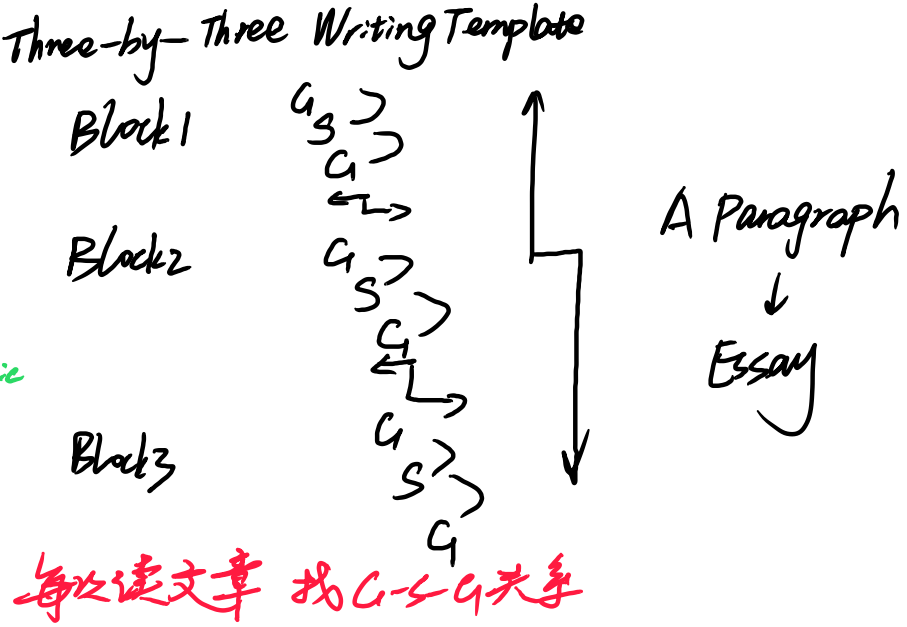 Three-by-Three Writing Template
Block1
G
S
G
Block2
G
S
G
Block3
G
S
G
A Paragraph
Essay
每次读文章 找G-S-G关系